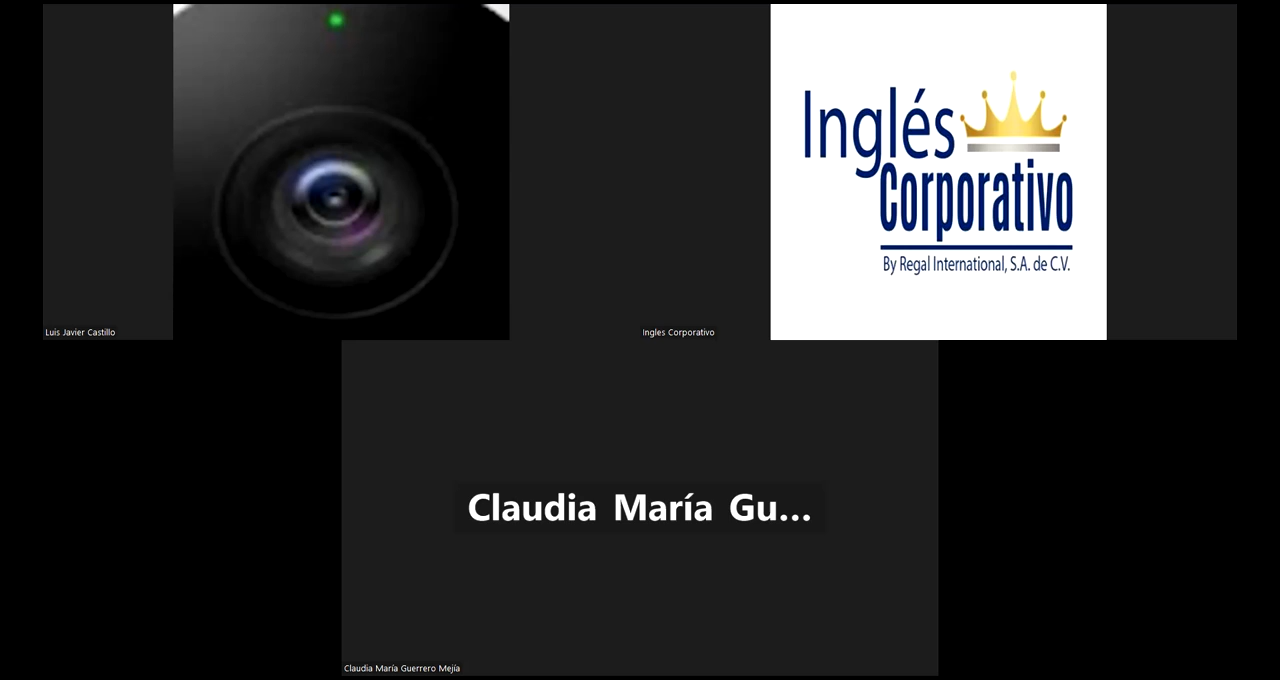 Inglés
Corporativo
By Regal International, S.A. de C.V.
Luis Javier Castillo
Ingles Corporativo
Claudia María Gu...
Claudia María Guerrero Mejía